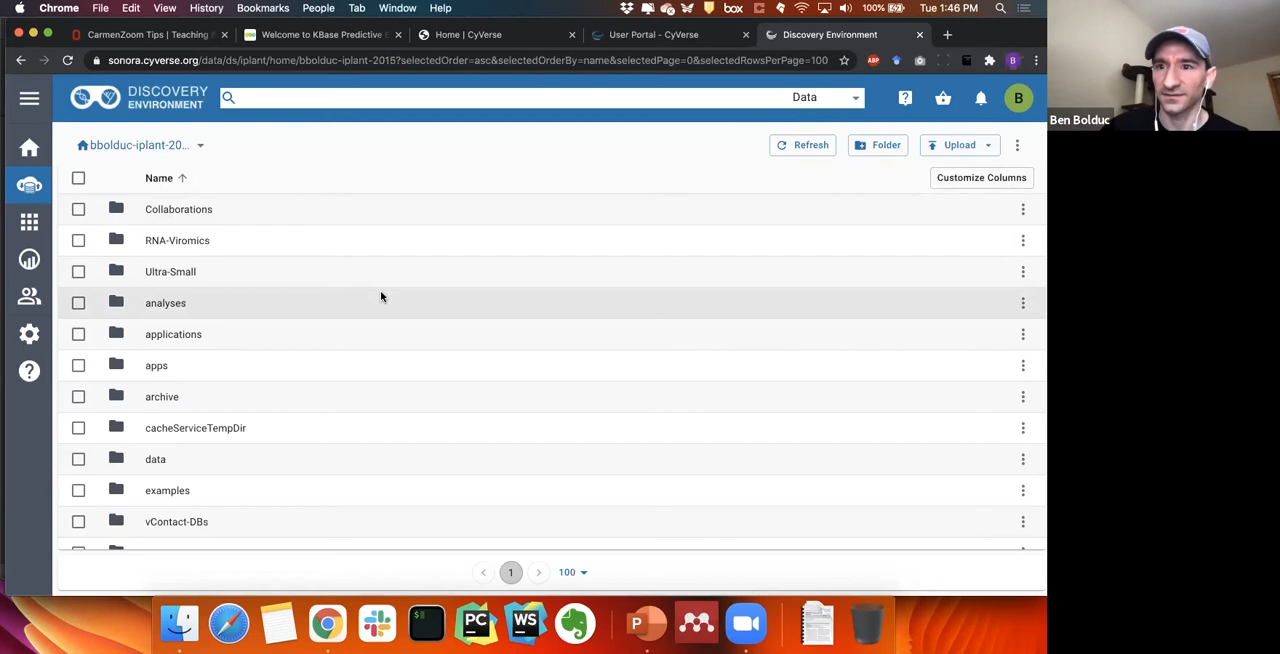 Chrome File Edit View History Bookmarks People Tab Window Help box 100% Tue 1:46 PM
CarmenZoom Tips | Teaching & Welcome to KBase Predictive E Home | CyVerse User Portal - CyVerse Discovery Environment
sonora.cyverse.org/data/ds/iplant/home/bbolduc-iplant-2015?selectedOrder=asc&selectedOrderBy=name&selectedPage=0&selectedRowsPerPage=100 ABP B
DISCOVERY
ENVIRONMENT
Data
B
Ben Bolduc
bbolduc-iplant-20... Refresh Folder Upload
Name Customize Columns
Collaborations
RNA-Viromics
Ultra-Small
analyses
applications
apps
archive
cacheServiceTempDir
data
examples
vContact-DBs
1 100
PC WS P